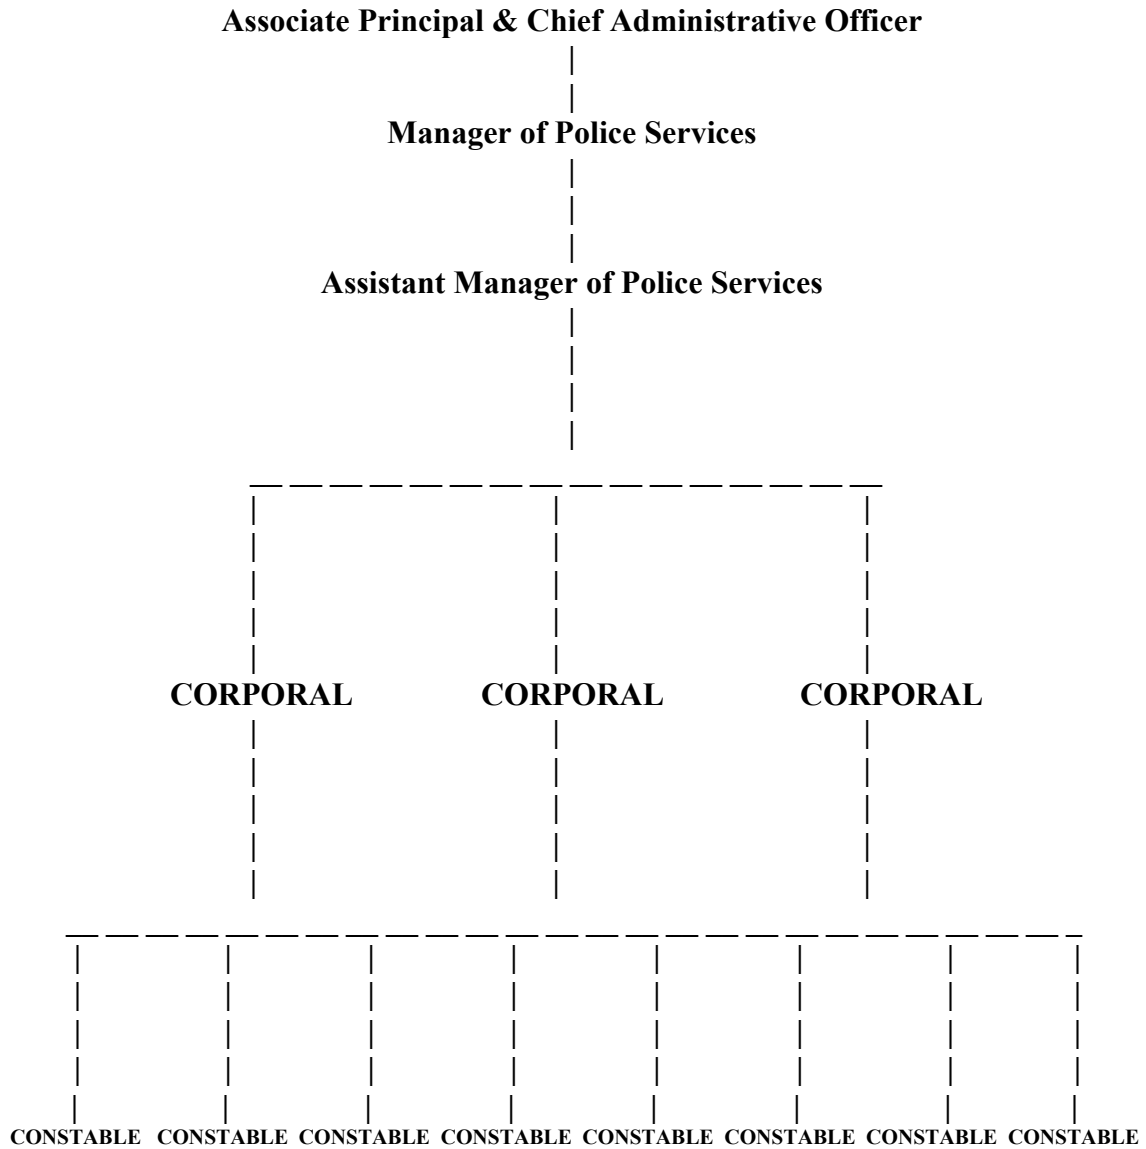 Associate Principal & Chief Administrative Officer
Manager of Police Services
Assistant Manager of Police Services
CORPORAL CORPORAL CORPORAL
CONSTABLE CONSTABLE CONSTABLE CONSTABLE CONSTABLE CONSTABLE CONSTABLE CONSTABLE